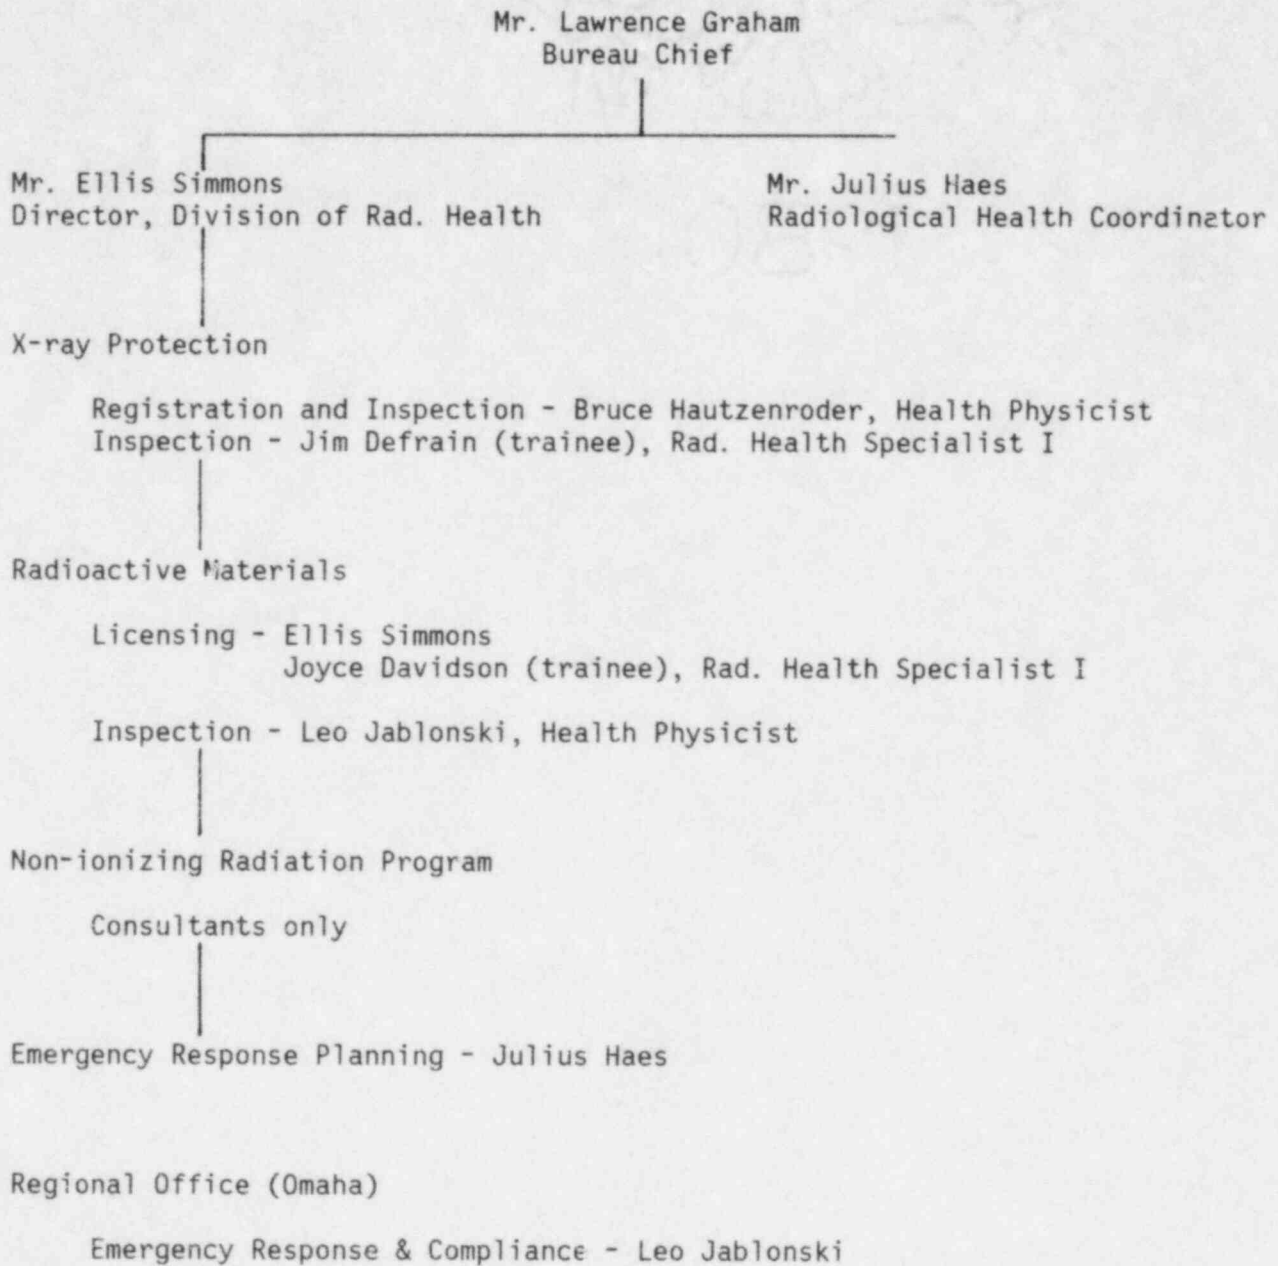 Mr. Lawrence Graham
Bureau Chief
Mr. Ellis Simmons
Director, Division of Rad. Health
Mr. Julius Haes
Radiological Health Coordinator
X-ray Protection
Registration and Inspection - Bruce Hautzenroder, Health Physicist
Inspection - Jim Defrain (trainee), Rad. Health Specialist I
Radioactive Materials
Licensing - Ellis Simmons
Joyce Davidson (trainee), Rad. Health Specialist I
Inspection - Leo Jablonski, Health Physicist
Non-ionizing Radiation Program
Consultants only
Emergency Response Planning - Julius Haes
Regional Office (Omaha)
Emergency Response & Compliance - Leo Jablonski